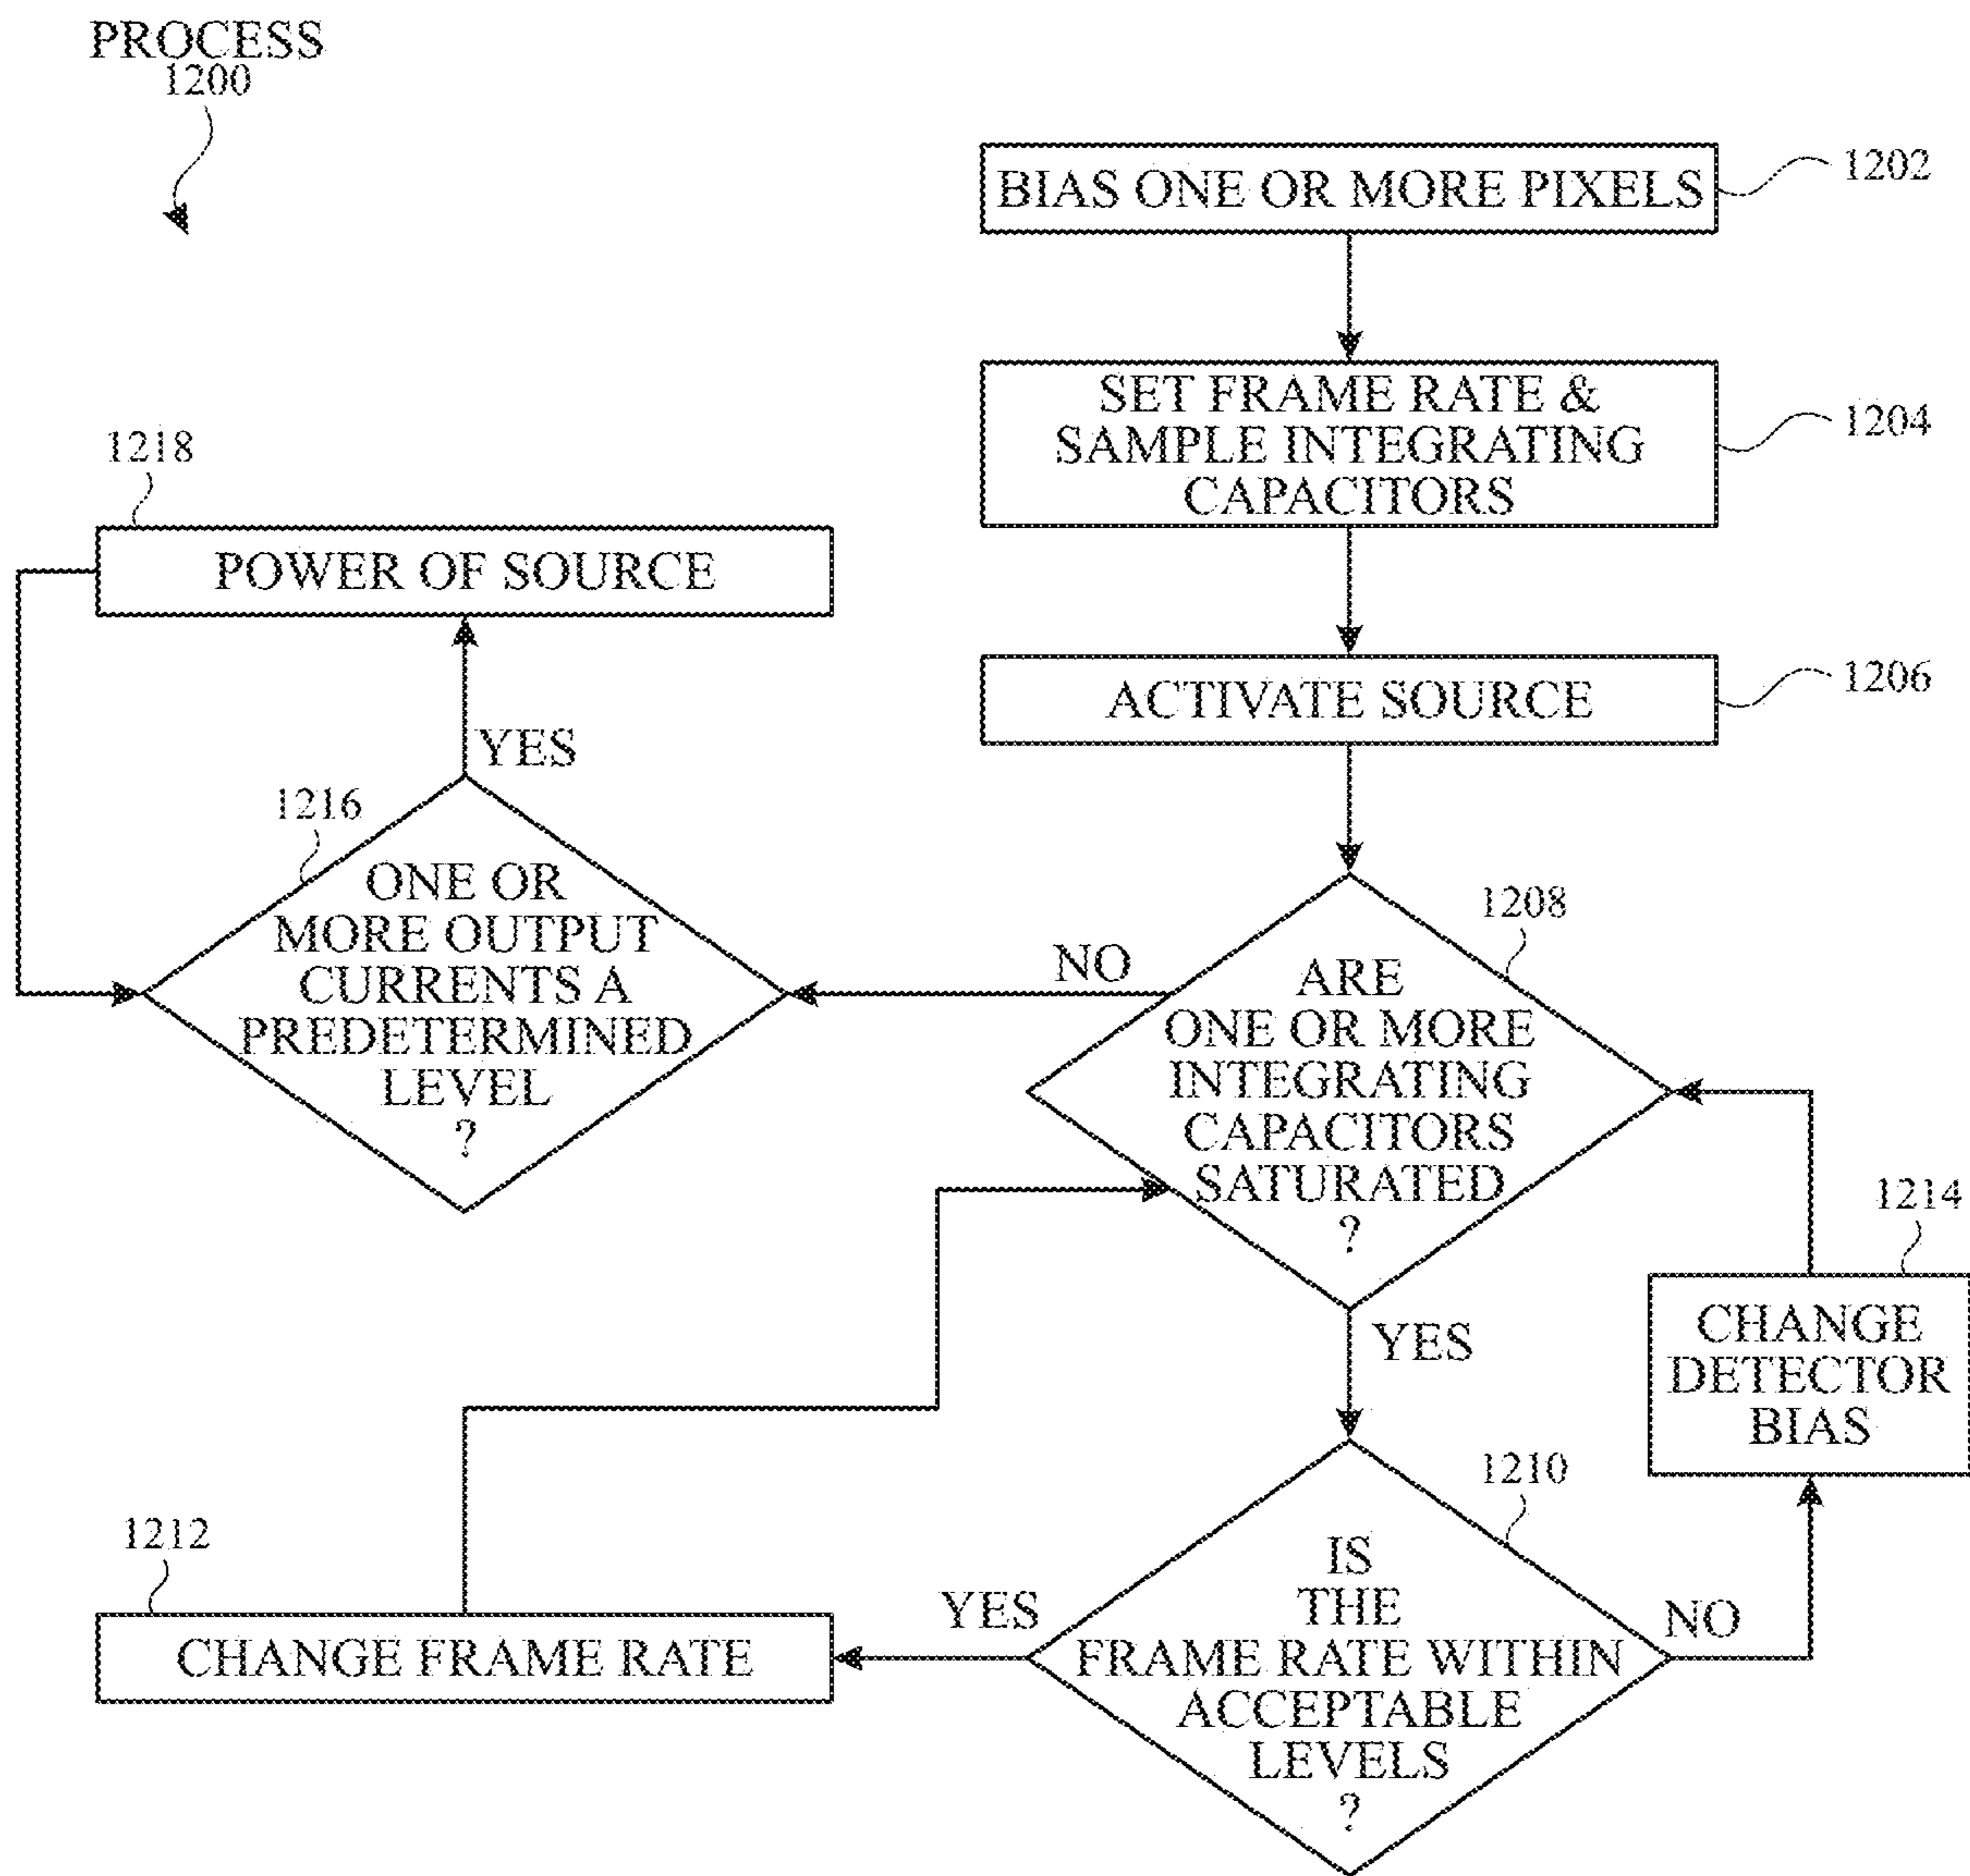 PROCESS
1200
BIAS ONE OR MORE PIXELS
1202
SET FRAME RATE &
SAMPLE INTEGRATING
CAPACITORS
1204
1218
POWER OF SOURCE
ACTIVATE SOURCE
1206
YES
1216
ONE OR
MORE OUTPUT
CURRENTS A
PREDETERMINED
LEVEL
?
NO
1208
ARE
ONE OR MORE
INTEGRATING
CAPACITORS
SATURATED
?
YES
1214
CHANGE
DETECTOR
BIAS
1210
IS
THE
FRAME RATE WITHIN
ACCEPTABLE
LEVELS
?
YES
NO
1212
CHANGE FRAME RATE